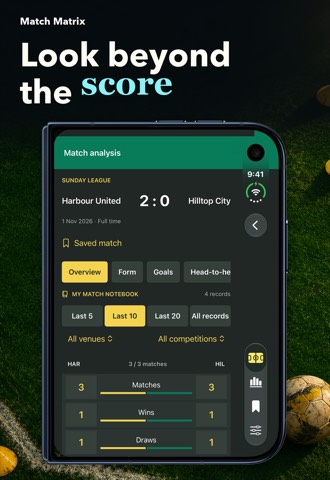 Match Matrix
Look beyond
the score
Match analysis
9:41
SUNDAY LEAGUE
Harbour United 2 : 0 Hilltop City
1 Nov 2026 · Full time
Saved match
Overview Form Goals Head-to-he
MY MATCH NOTEBOOK 4 records
Last 5 Last 10 Last 20 All records
All venues All competitions
HAR 3 / 3 matches HIL
3 Matches 3
1 Wins 1
1 Draws 1